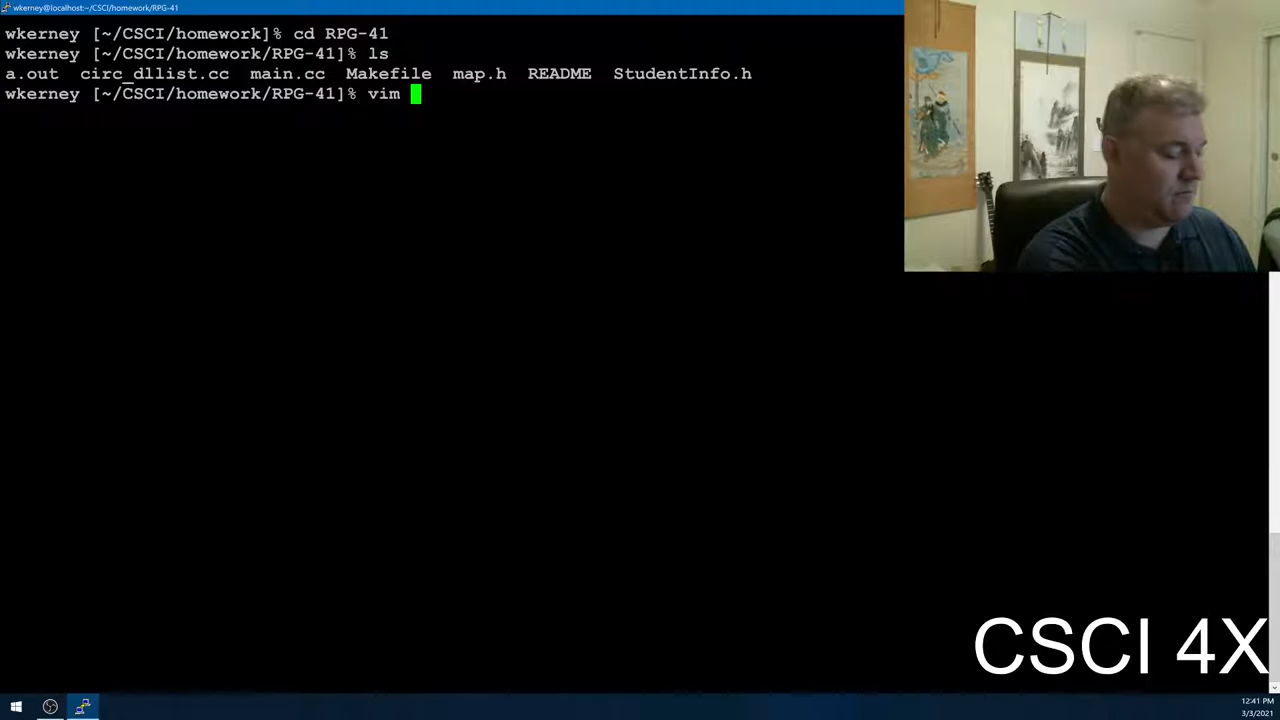 wkerney@localhost:~/CSCI/homework/RPG-41
wkerney [~/CSCI/homework]% cd RPG-41
wkerney [~/CSCI/homework/RPG-41]% ls
a.out circ_dllist.cc main.cc Makefile map.h README StudentInfo.h
wkerney [~/CSCI/homework/RPG-41]% vim
CSCI 4X
12:41 PM
3/3/2021